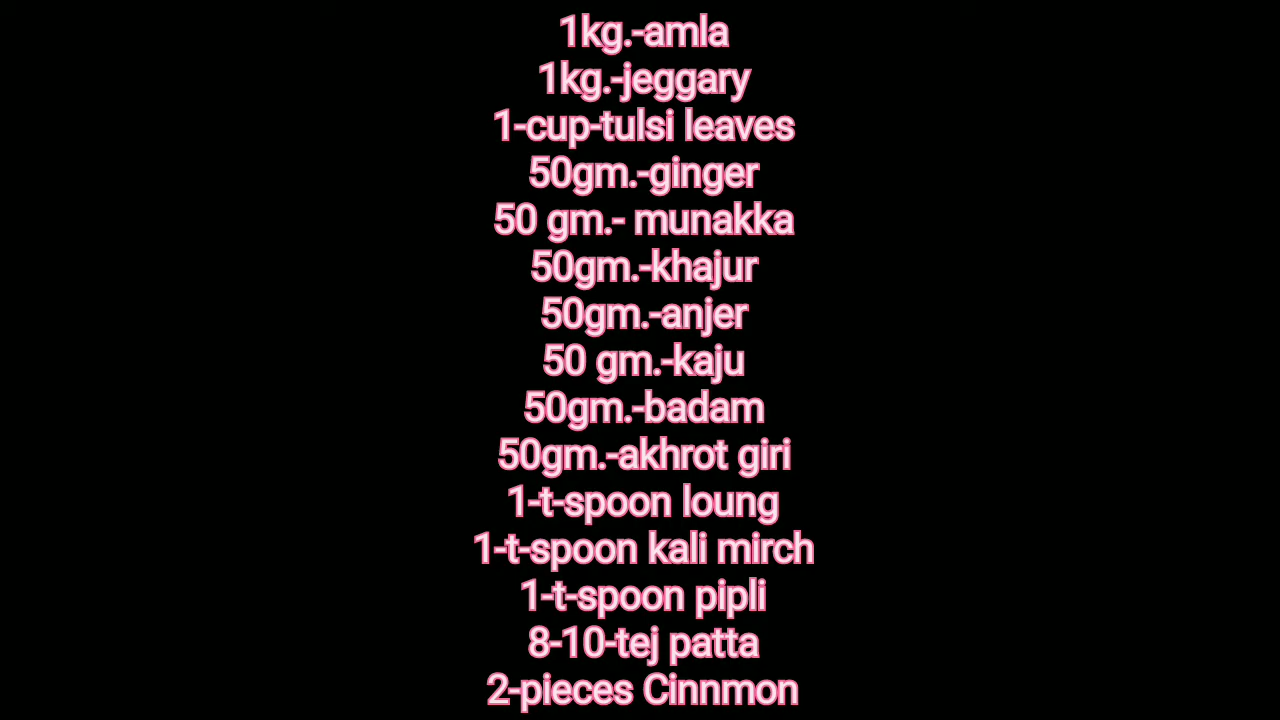 1kg.-amla
1kg.-jeggary
1-cup-tulsi leaves
50gm.-ginger
50 gm.- munakka
50gm.-khajur
50gm.-anjer
50 gm.-kaju
50gm.-badam
50gm.-akhrot giri
1-t-spoon loung
1-t-spoon kali mirch
1-t-spoon pipli
8-10-tej patta
2-pieces Cinnmon